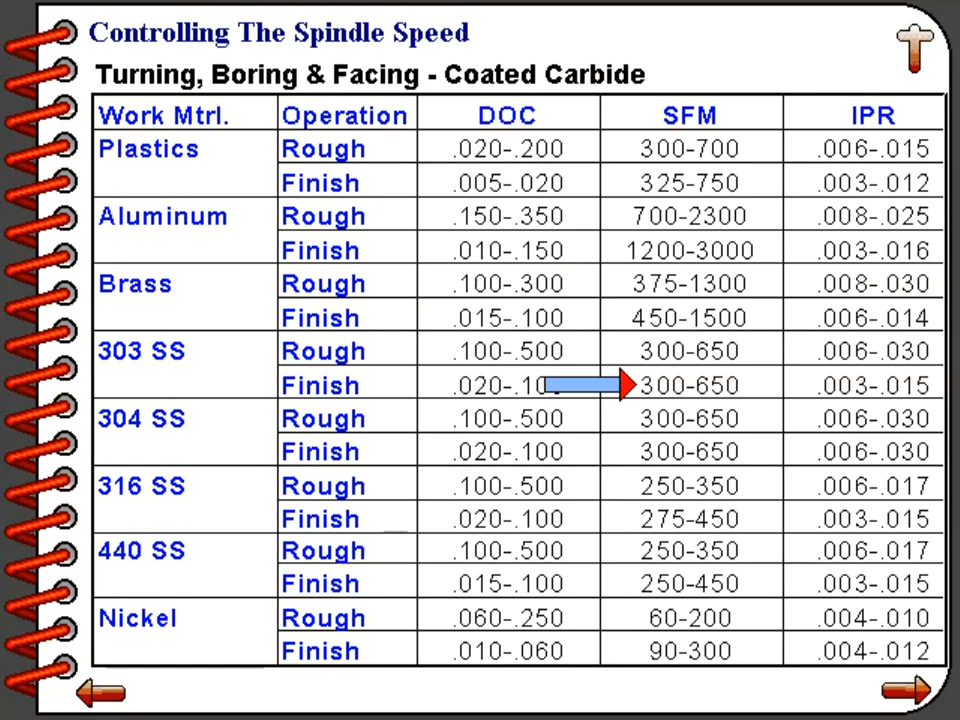 Controlling The Spindle Speed
Turning, Boring & Facing - Coated Carbide
Work Mtrl. Operation DOC SFM IPR
Plastics Rough .020-.200 300-700 .006-.015
Finish .005-.020 325-750 .003-.012
Aluminum Rough .150-.350 700-2300 .008-.025
Finish .010-.150 1200-3000 .003-.016
Brass Rough .100-.300 375-1300 .008-.030
Finish .015-.100 450-1500 .006-.014
303 SS Rough .100-.500 300-650 .006-.030
Finish .020-.10 300-650 .003-.015
304 SS Rough .100-.500 300-650 .006-.030
Finish .020-.100 300-650 .006-.030
316 SS Rough .100-.500 250-350 .006-.017
Finish .020-.100 275-450 .003-.015
440 SS Rough .100-.500 250-350 .006-.017
Finish .015-.100 250-450 .003-.015
Nickel Rough .060-.250 60-200 .004-.010
Finish .010-.060 90-300 .004-.012